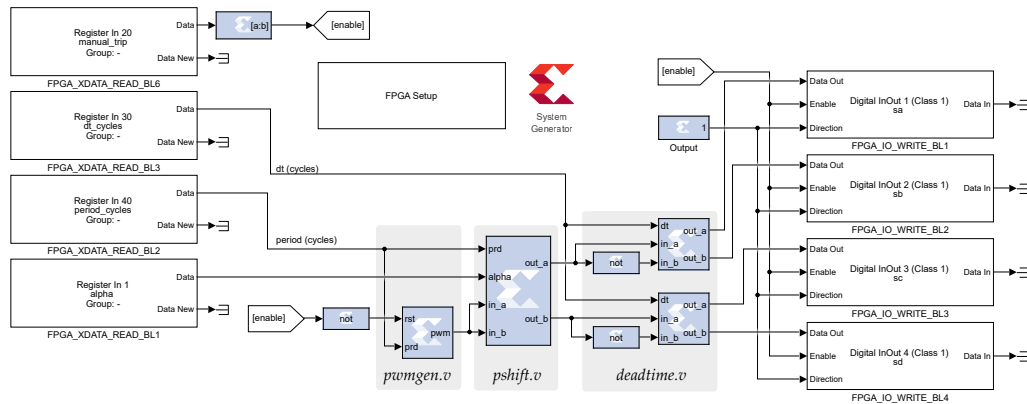 Register In 20
manual_trip
Group: -
Data
Data New
FPGA_XDATA_READ_BL6
[a:b]
[enable]
Register In 30
dt_cycles
Group: -
Data
Data New
FPGA_XDATA_READ_BL3
Register In 40
period_cycles
Group: -
Data
Data New
FPGA_XDATA_READ_BL2
Register In 1
alpha
Group: -
Data
Data New
FPGA_XDATA_READ_BL1
FPGA Setup
System
Generator
dt (cycles)
period (cycles)
[enable]
not
rst
prd
pwm
pwmgen.v
prd
alpha
in_a
in_b
out_a
out_b
pshift.v
not
dt
in_a
in_b
out_a
out_b
not
dt
in_a
in_b
out_a
out_b
deadtime.v
[enable]
1
Output
Data Out
Enable
Direction
Digital InOut 1 (Class 1)
sa
Data In
FPGA_IO_WRITE_BL1
Data Out
Enable
Direction
Digital InOut 2 (Class 1)
sb
Data In
FPGA_IO_WRITE_BL2
Data Out
Enable
Direction
Digital InOut 3 (Class 1)
sc
Data In
FPGA_IO_WRITE_BL3
Data Out
Enable
Direction
Digital InOut 4 (Class 1)
sd
Data In
FPGA_IO_WRITE_BL4